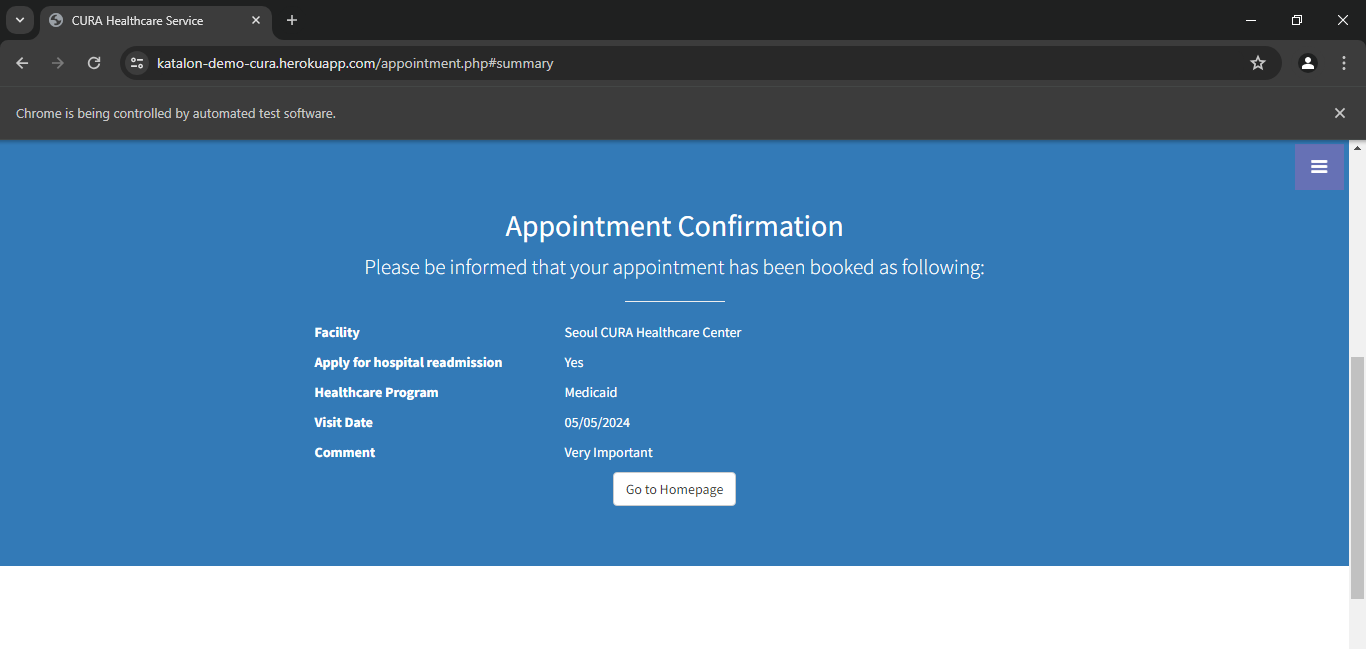 CURA Healthcare Service
katalon-demo-cura.herokuapp.com/appointment.php#summary
Chrome is being controlled by automated test software.
Appointment Confirmation
Please be informed that your appointment has been booked as following:
Facility Seoul CURA Healthcare Center
Apply for hospital readmission Yes
Healthcare Program Medicaid
Visit Date 05/05/2024
Comment Very Important
Go to Homepage